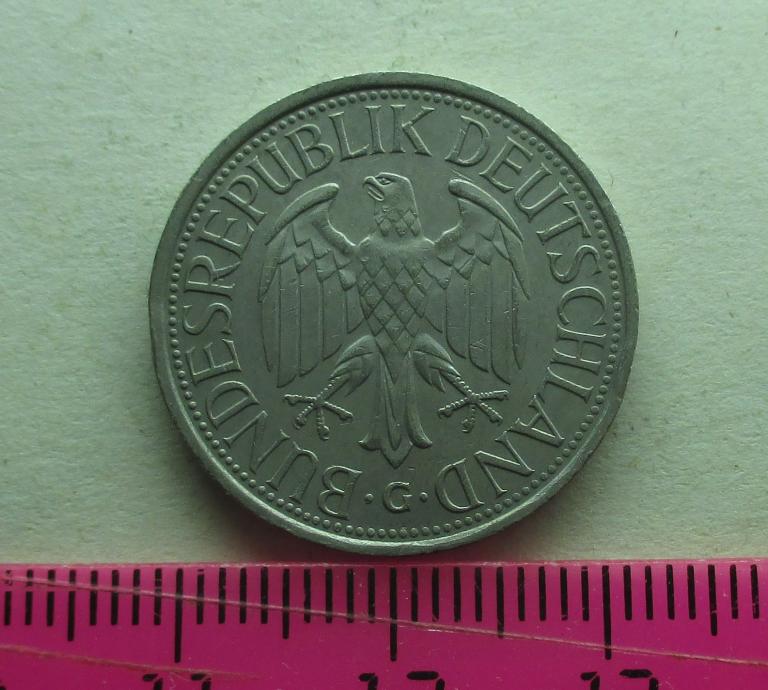 BUNDESREPUBLIK DEUTSCHLAND
· G ·